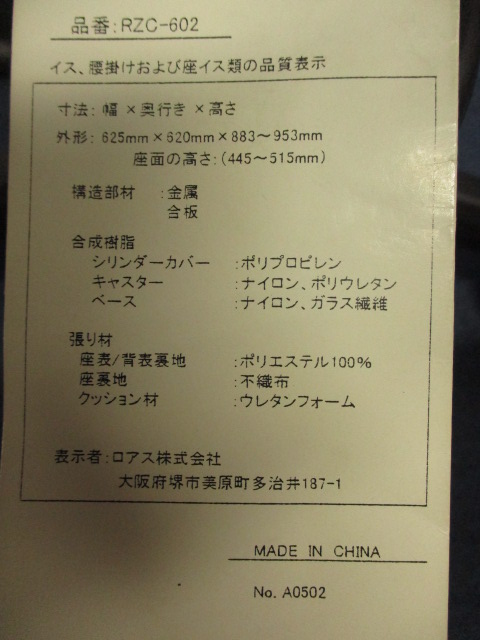 品番:RZC-602
イス、腰掛けおよび座イス類の品質表示
寸法: 幅 ×奥行き ×高さ
外形: 625mm×620mm×883〜953mm
座面の高さ:(445〜515mm)
構造部材 :金属
合板
合成樹脂
シリンダーカバー :ポリプロピレン
キャスター :ナイロン、ポリウレタン
ベース :ナイロン、ガラス繊維
張り材
座表/背表裏地 :ポリエステル100%
座裏地 :不織布
クッション材 :ウレタンフォーム
表示者:ロアス株式会社
大阪府堺市美原町多治井187-1
MADE IN CHINA
No. A0502